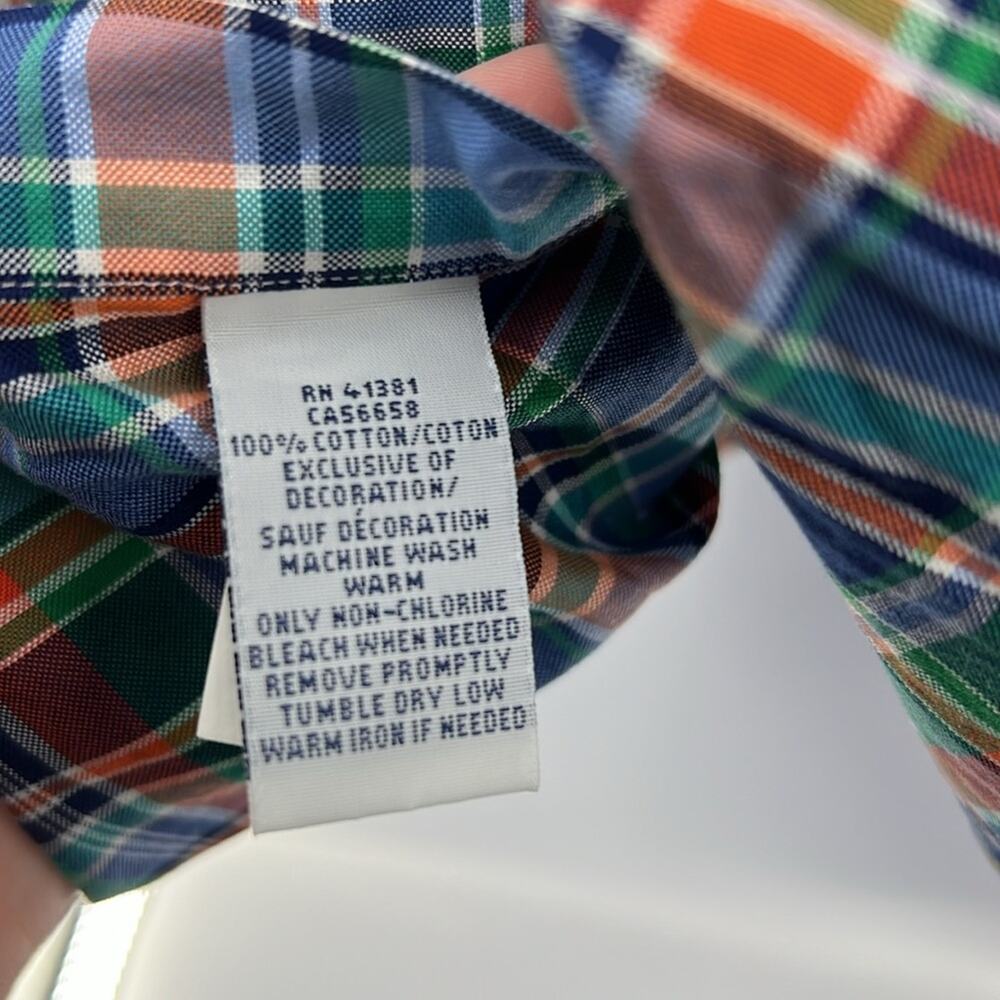 RN 41381
CA56658
100% COTTON/COTON
EXCLUSIVE OF
DECORATION/
SAUF DÉCORATION
MACHINE WASH
WARM
ONLY NON-CHLORINE
BLEACH WHEN NEEDED
REMOVE PROMPTLY
TUMBLE DRY LOW
WARM IRON IF NEEDED